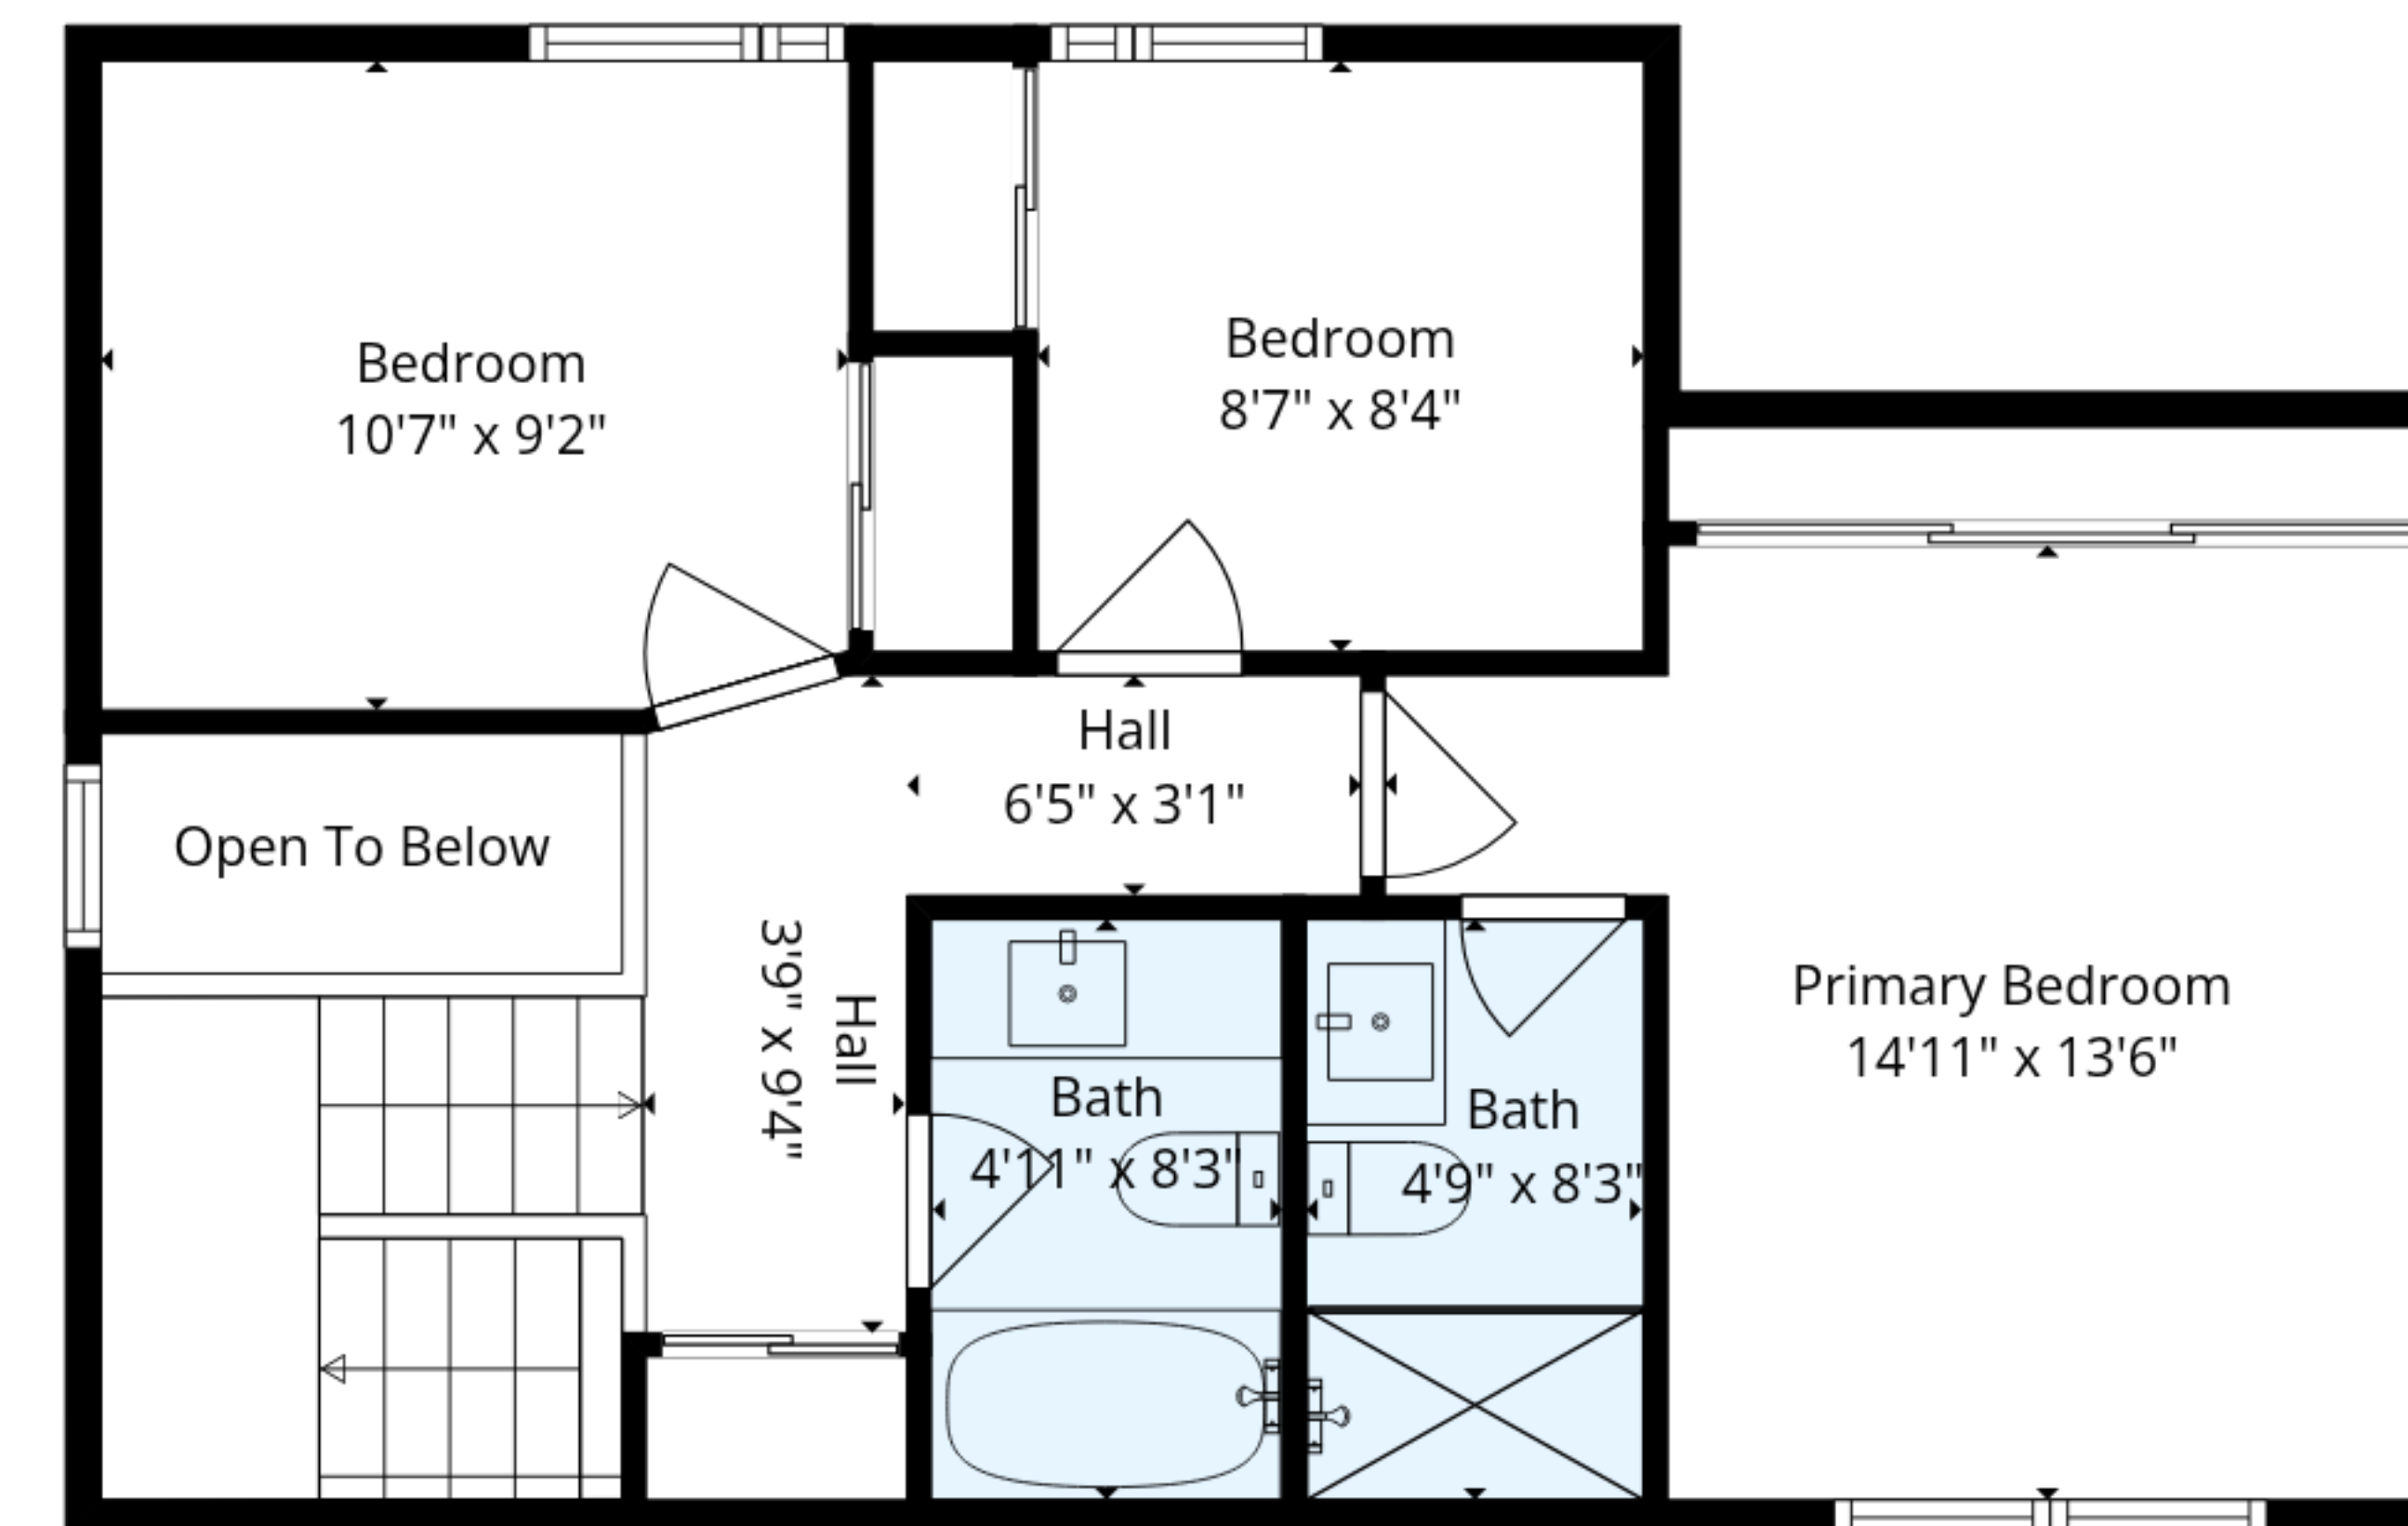 Bedroom
10'7" x 9'2"
Bedroom
8'7" x 8'4"
Hall
6'5" x 3'1"
Open To Below
Hall
3'9" x 9'4"
Primary Bedroom
14'11" x 13'6"
Bath
4'11" x 8'3"
Bath
4'9" x 8'3"